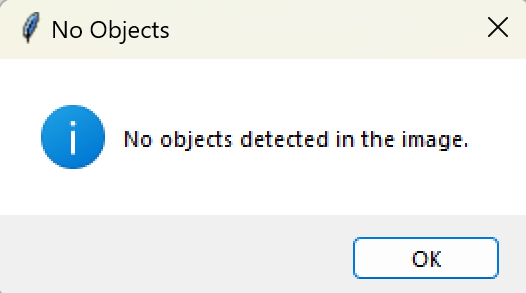 No Objects
No objects detected in the image.
OK